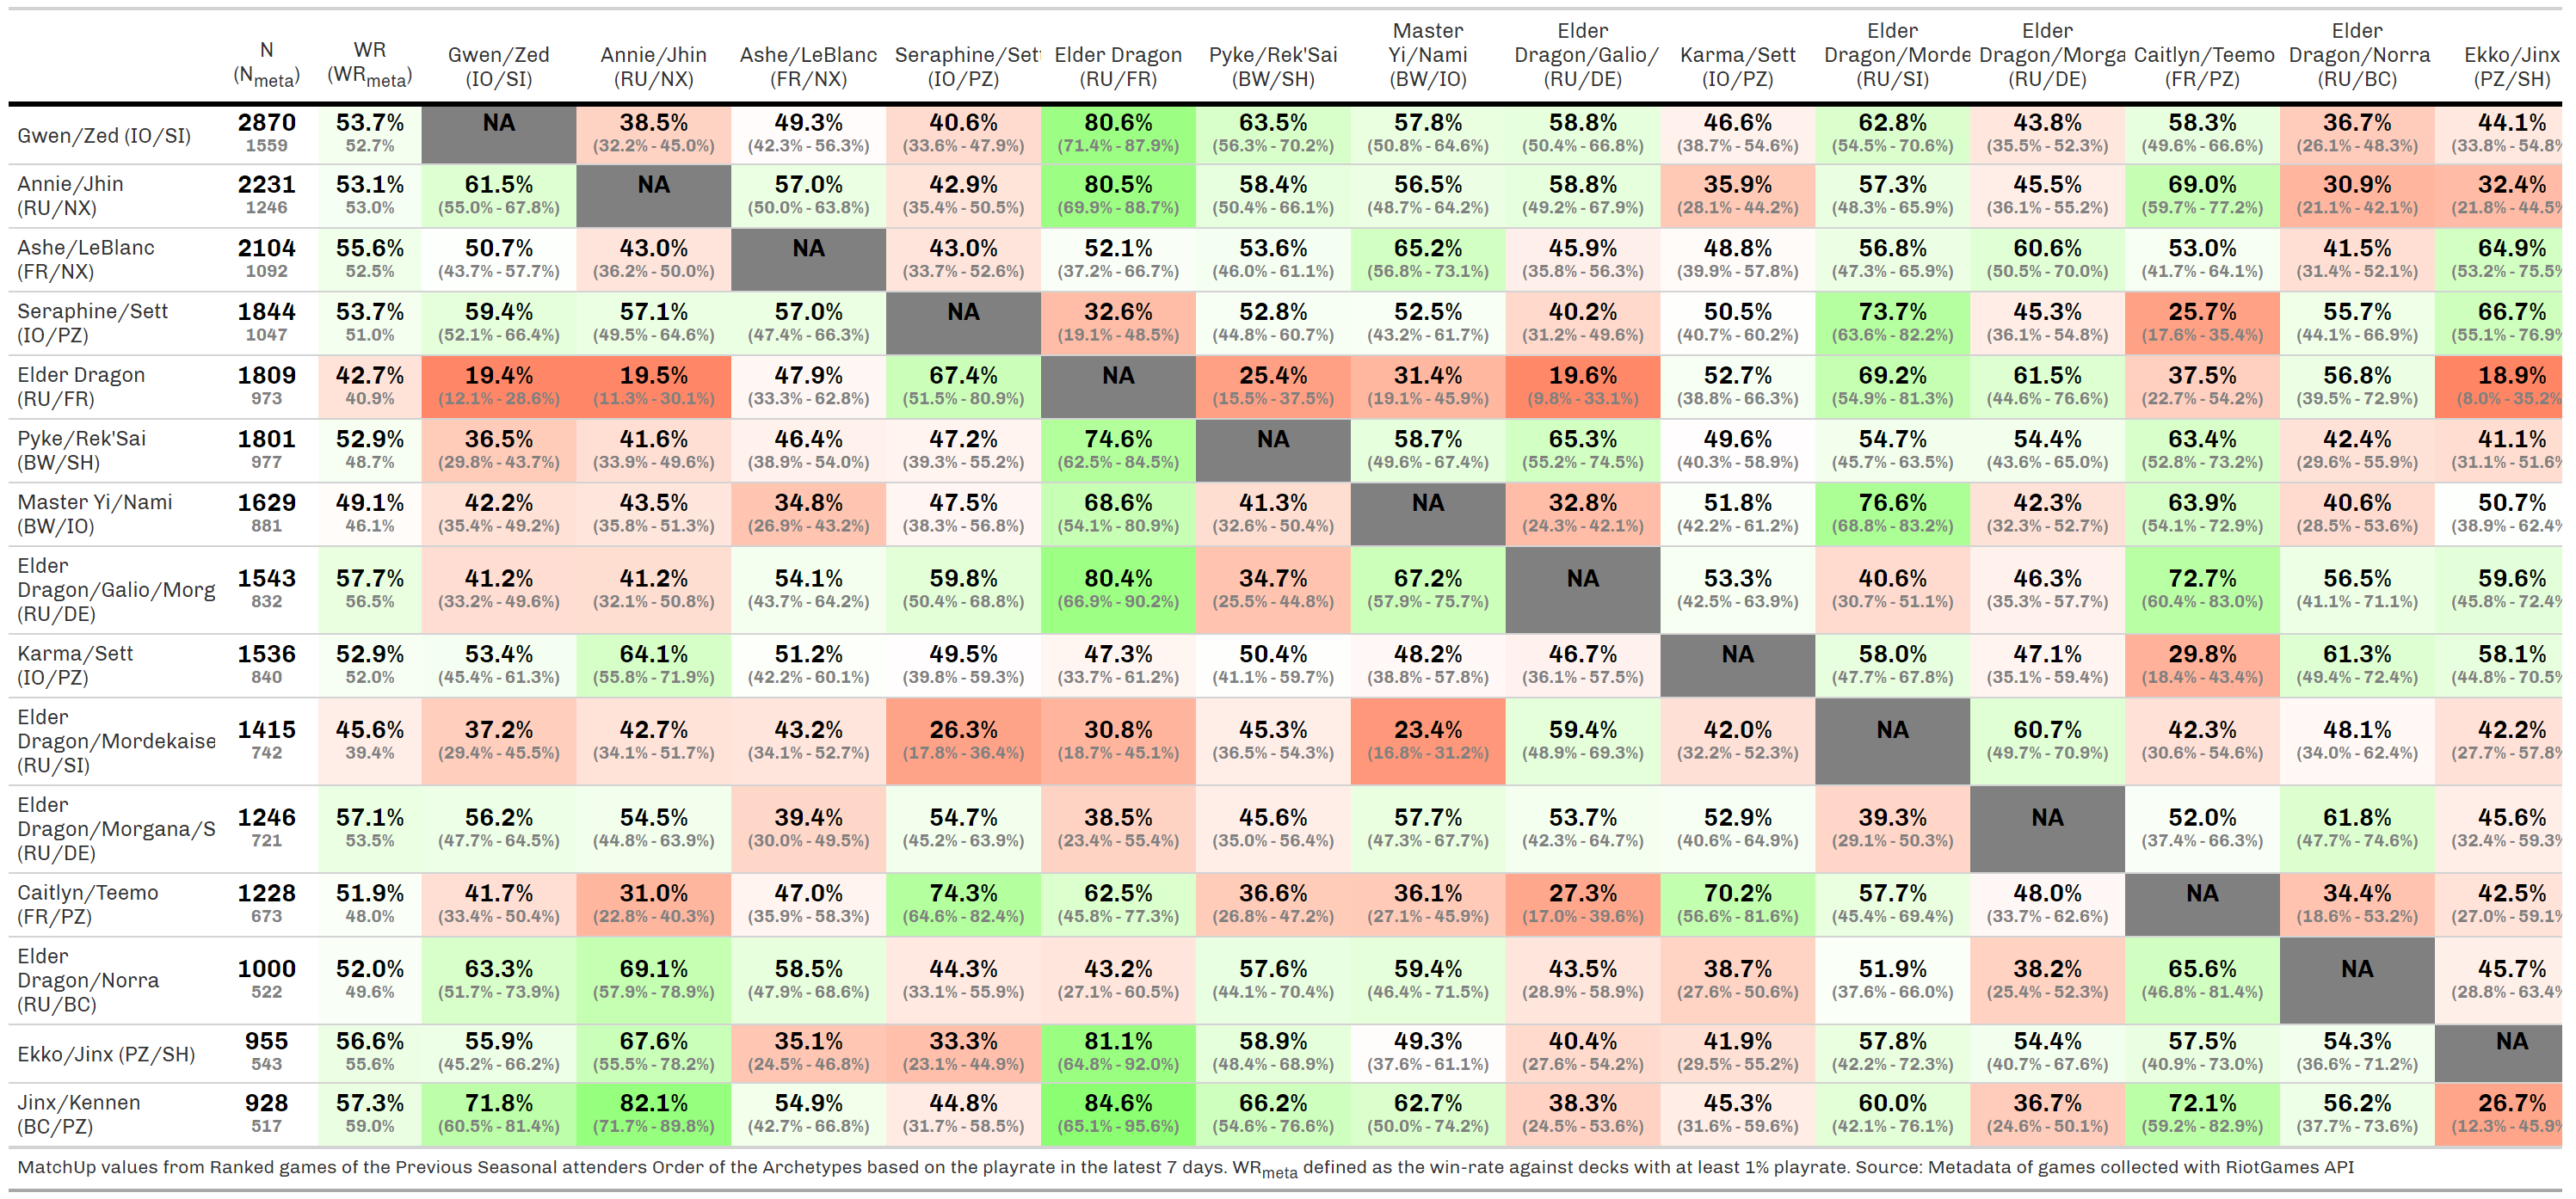 N (Nmeta) WR (WRmeta) Gwen/Zed (IO/SI) Annie/Jhin (RU/NX) Ashe/LeBlanc (FR/NX) Seraphine/Sett (IO/PZ) Elder Dragon (RU/FR) Pyke/Rek'Sai (BW/SH) Master Yi/Nami (BW/IO) Elder Dragon/Galio/ (RU/DE) Karma/Sett (IO/PZ) Elder Dragon/Morde (RU/SI) Elder Dragon/Morga (RU/DE) Caitlyn/Teemo (FR/PZ) Elder Dragon/Norra (RU/BC) Ekko/Jinx (PZ/SH)
Gwen/Zed (IO/SI) 2870 53.7% NA 38.5% 49.3% 40.6% 80.6% 63.5% 57.8% 58.8% 46.6% 62.8% 43.8% 58.3% 36.7% 44.1%
1559 52.7% (32.2% - 45.0%) (42.3% - 56.3%) (33.6% - 47.9%) (71.4% - 87.9%) (56.3% - 70.2%) (50.8% - 64.6%) (50.4% - 66.8%) (38.7% - 54.6%) (54.5% - 70.6%) (35.5% - 52.3%) (49.6% - 66.6%) (26.1% - 48.3%) (33.8% - 54.8%
Annie/Jhin 2231 53.1% 61.5% NA 57.0% 42.9% 80.5% 58.4% 56.5% 58.8% 35.9% 57.3% 45.5% 69.0% 30.9% 32.4%
(RU/NX) 1246 53.0% (55.0% - 67.8%) (50.0% - 63.8%) (35.4% - 50.5%) (69.9% - 88.7%) (50.4% - 66.1%) (48.7% - 64.2%) (49.2% - 67.9%) (28.1% - 44.2%) (48.3% - 65.9%) (36.1% - 55.2%) (59.7% - 77.2%) (21.1% - 42.1%) (21.8% - 44.5%
Ashe/LeBlanc 2104 55.6% 50.7% 43.0% NA 43.0% 52.1% 53.6% 65.2% 45.9% 48.8% 56.8% 60.6% 53.0% 41.5% 64.9%
(FR/NX) 1092 52.5% (43.7% - 57.7%) (36.2% - 50.0%) (33.7% - 52.6%) (37.2% - 66.7%) (46.0% - 61.1%) (56.8% - 73.1%) (35.8% - 56.3%) (39.9% - 57.8%) (47.3% - 65.9%) (50.5% - 70.0%) (41.7% - 64.1%) (31.4% - 52.1%) (53.2% - 75.5%
Seraphine/Sett 1844 53.7% 59.4% 57.1% 57.0% NA 32.6% 52.8% 52.5% 40.2% 50.5% 73.7% 45.3% 25.7% 55.7% 66.7%
(IO/PZ) 1047 51.0% (52.1% - 66.4%) (49.5% - 64.6%) (47.4% - 66.3%) (19.1% - 48.5%) (44.8% - 60.7%) (43.2% - 61.7%) (31.2% - 49.6%) (40.7% - 60.2%) (63.6% - 82.2%) (36.1% - 54.8%) (17.6% - 35.4%) (44.1% - 66.9%) (55.1% - 76.9%
Elder Dragon 1809 42.7% 19.4% 19.5% 47.9% 67.4% NA 25.4% 31.4% 19.6% 52.7% 69.2% 61.5% 37.5% 56.8% 18.9%
(RU/FR) 973 40.9% (12.1% - 28.6%) (11.3% - 30.1%) (33.3% - 62.8%) (51.5% - 80.9%) (15.5% - 37.5%) (19.1% - 45.9%) (9.8% - 33.1%) (38.8% - 66.3%) (54.9% - 81.3%) (44.6% - 76.6%) (22.7% - 54.2%) (39.5% - 72.9%) (8.0% - 35.2%
Pyke/Rek'Sai 1801 52.9% 36.5% 41.6% 46.4% 47.2% 74.6% NA 58.7% 65.3% 49.6% 54.7% 54.4% 63.4% 42.4% 41.1%
(BW/SH) 977 48.7% (29.8% - 43.7%) (33.9% - 49.6%) (38.9% - 54.0%) (39.3% - 55.2%) (62.5% - 84.5%) (49.6% - 67.4%) (55.2% - 74.5%) (40.3% - 58.9%) (45.7% - 63.5%) (43.6% - 65.0%) (52.8% - 73.2%) (29.6% - 55.9%) (31.1% - 51.6%
Master Yi/Nami 1629 49.1% 42.2% 43.5% 34.8% 47.5% 68.6% 41.3% NA 32.8% 51.8% 76.6% 42.3% 63.9% 40.6% 50.7%
(BW/IO) 881 46.1% (35.4% - 49.2%) (35.8% - 51.3%) (26.9% - 43.2%) (38.3% - 56.8%) (54.1% - 80.9%) (32.6% - 50.4%) (24.3% - 42.1%) (42.2% - 61.2%) (68.8% - 83.2%) (32.3% - 52.7%) (54.1% - 72.9%) (28.5% - 53.6%) (38.9% - 62.4%
Elder
Dragon/Galio/Morg 1543 57.7% 41.2% 41.2% 54.1% 59.8% 80.4% 34.7% 67.2% NA 53.3% 40.6% 46.3% 72.7% 56.5% 59.6%
(RU/DE) 832 56.5% (33.2% - 49.6%) (32.1% - 50.8%) (43.7% - 64.2%) (50.4% - 68.8%) (66.9% - 90.2%) (25.5% - 44.8%) (57.9% - 75.7%) (42.5% - 63.9%) (30.7% - 51.1%) (35.3% - 57.7%) (60.4% - 83.0%) (41.1% - 71.1%) (45.8% - 72.4%
Karma/Sett 1536 52.9% 53.4% 64.1% 51.2% 49.5% 47.3% 50.4% 48.2% 46.7% NA 58.0% 47.1% 29.8% 61.3% 58.1%
(IO/PZ) 840 52.0% (45.4% - 61.3%) (55.8% - 71.9%) (42.2% - 60.1%) (39.8% - 59.3%) (33.7% - 61.2%) (41.1% - 59.7%) (38.8% - 57.8%) (36.1% - 57.5%) (47.7% - 67.8%) (35.1% - 59.4%) (18.4% - 43.4%) (49.4% - 72.4%) (44.8% - 70.5%
Elder
Dragon/Mordekaise 1415 45.6% 37.2% 42.7% 43.2% 26.3% 30.8% 45.3% 23.4% 59.4% 42.0% NA 60.7% 42.3% 48.1% 42.2%
(RU/SI) 742 39.4% (29.4% - 45.5%) (34.1% - 51.7%) (34.1% - 52.7%) (17.8% - 36.4%) (18.7% - 45.1%) (36.5% - 54.3%) (16.8% - 31.2%) (48.9% - 69.3%) (32.2% - 52.3%) (49.7% - 70.9%) (30.6% - 54.6%) (34.0% - 62.4%) (27.7% - 57.8%
Elder
Dragon/Morgana/S 1246 57.1% 56.2% 54.5% 39.4% 54.7% 38.5% 45.6% 57.7% 53.7% 52.9% 39.3% NA 52.0% 61.8% 45.6%
(RU/DE) 721 53.5% (47.7% - 64.5%) (44.8% - 63.9%) (30.0% - 49.5%) (45.2% - 63.9%) (23.4% - 55.4%) (35.0% - 56.4%) (47.3% - 67.7%) (42.3% - 64.7%) (40.6% - 64.9%) (29.1% - 50.3%) (37.4% - 66.3%) (47.7% - 74.6%) (32.4% - 59.3%
Caitlyn/Teemo 1228 51.9% 41.7% 31.0% 47.0% 74.3% 62.5% 36.6% 36.1% 27.3% 70.2% 57.7% 48.0% NA 34.4% 42.5%
(FR/PZ) 673 48.0% (33.4% - 50.4%) (22.8% - 40.3%) (35.9% - 58.3%) (64.6% - 82.4%) (45.8% - 77.3%) (26.8% - 47.2%) (27.1% - 45.9%) (17.0% - 39.6%) (56.6% - 81.6%) (45.4% - 69.4%) (33.7% - 62.6%) (18.6% - 53.2%) (27.0% - 59.1%
Elder
Dragon/Norra 1000 52.0% 63.3% 69.1% 58.5% 44.3% 43.2% 57.6% 59.4% 43.5% 38.7% 51.9% 38.2% 65.6% NA 45.7%
(RU/BC) 522 49.6% (51.7% - 73.9%) (57.9% - 78.9%) (47.9% - 68.6%) (33.1% - 55.9%) (27.1% - 60.5%) (44.1% - 70.4%) (46.4% - 71.5%) (28.9% - 58.9%) (27.6% - 50.6%) (37.6% - 66.0%) (25.4% - 52.3%) (46.8% - 81.4%) (28.8% - 63.4%
Ekko/Jinx (PZ/SH) 955 56.6% 55.9% 67.6% 35.1% 33.3% 81.1% 58.9% 49.3% 40.4% 41.9% 57.8% 54.4% 57.5% 54.3% NA
543 55.6% (45.2% - 66.2%) (55.5% - 78.2%) (24.5% - 46.8%) (23.1% - 44.9%) (64.8% - 92.0%) (48.4% - 68.9%) (37.6% - 61.1%) (27.6% - 54.2%) (29.5% - 55.2%) (42.2% - 72.3%) (40.7% - 67.6%) (40.9% - 73.0%) (36.6% - 71.2%)
Jinx/Kennen 928 57.3% 71.8% 82.1% 54.9% 44.8% 84.6% 66.2% 62.7% 38.3% 45.3% 60.0% 36.7% 72.1% 56.2% 26.7%
(BC/PZ) 517 59.0% (60.5% - 81.4%) (71.7% - 89.8%) (42.7% - 66.8%) (31.7% - 58.5%) (65.1% - 95.6%) (54.6% - 76.6%) (50.0% - 74.2%) (24.5% - 53.6%) (31.6% - 59.6%) (42.1% - 76.1%) (24.6% - 50.1%) (59.2% - 82.9%) (37.7% - 73.6%) (12.3% - 45.9%
MatchUp values from Ranked games of the Previous Seasonal attenders Order of the Archetypes based on the playrate in the latest 7 days. WRmeta defined as the win-rate against decks with at least 1% playrate. Source: Metadata of games collected with RiotGames API